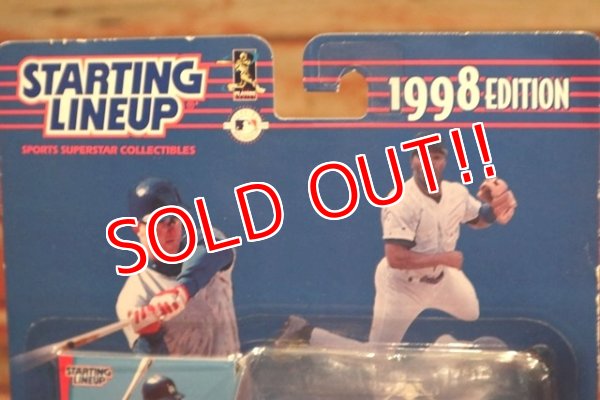 STARTING
LINEUP
SPORTS SUPERSTAR COLLECTIBLES
1998 EDITION
SOLD OUT!!
STARTING
LINEUP